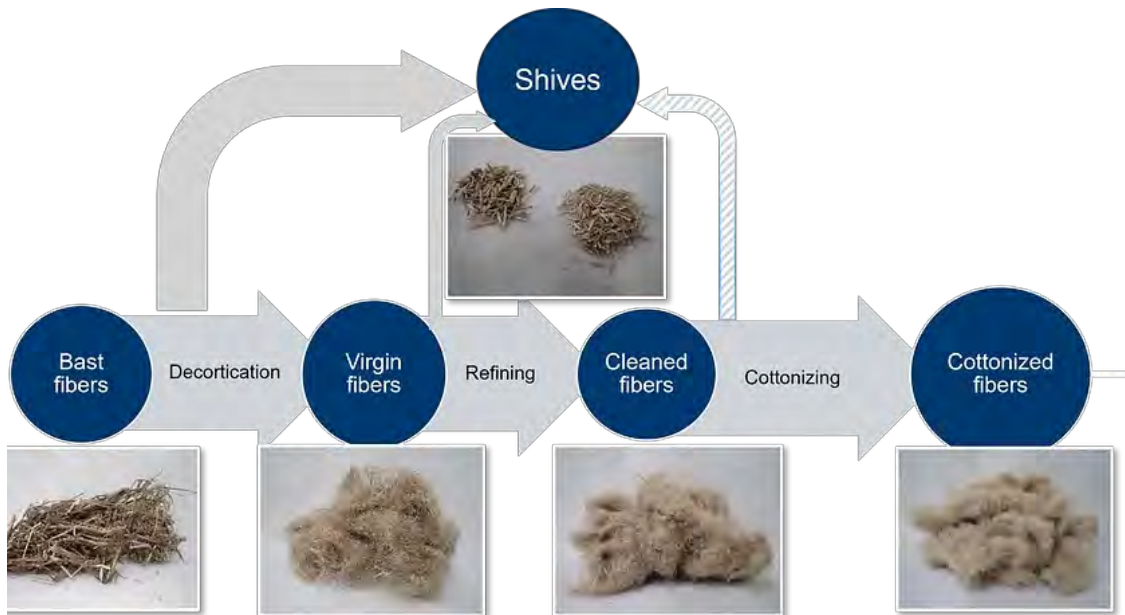 Shives
Bast
fibers
Decortication
Virgin
fibers
Refining
Cleaned
fibers
Cottonizing
Cottonized
fibers